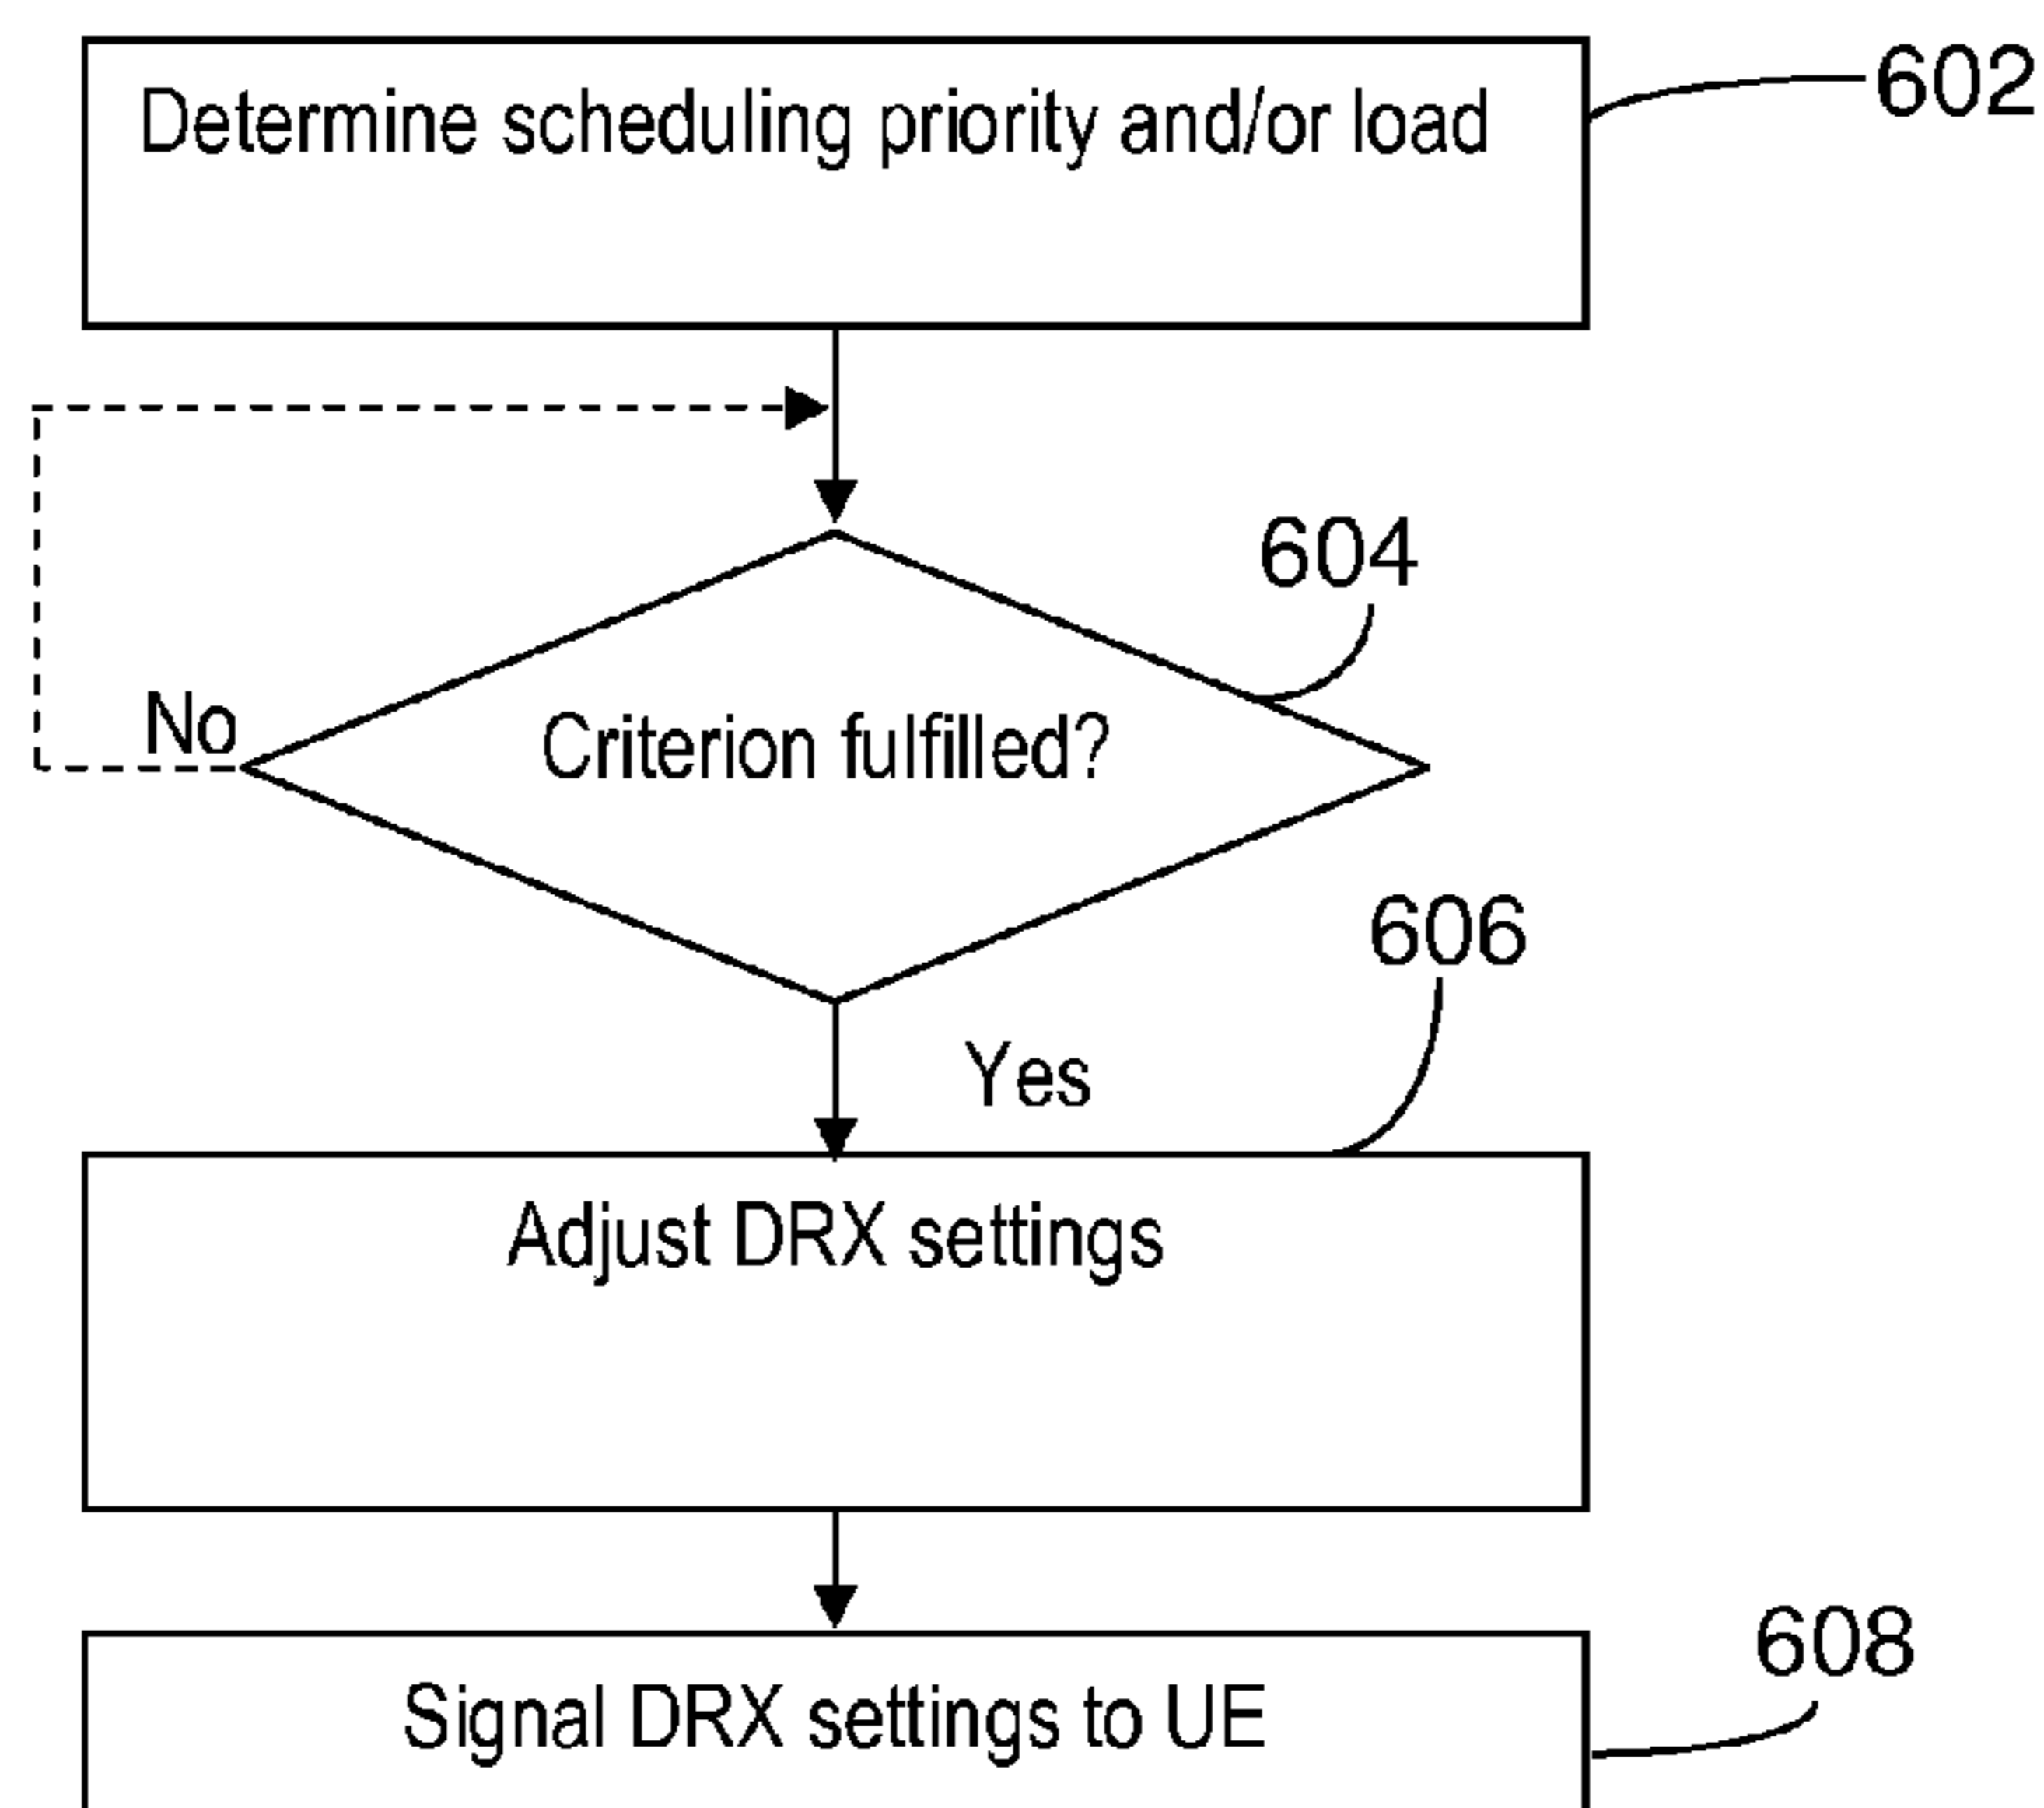 Determine scheduling priority and/or load
602
604
No
Criterion fulfilled?
606
Yes
Adjust DRX settings
608
Signal DRX settings to UE